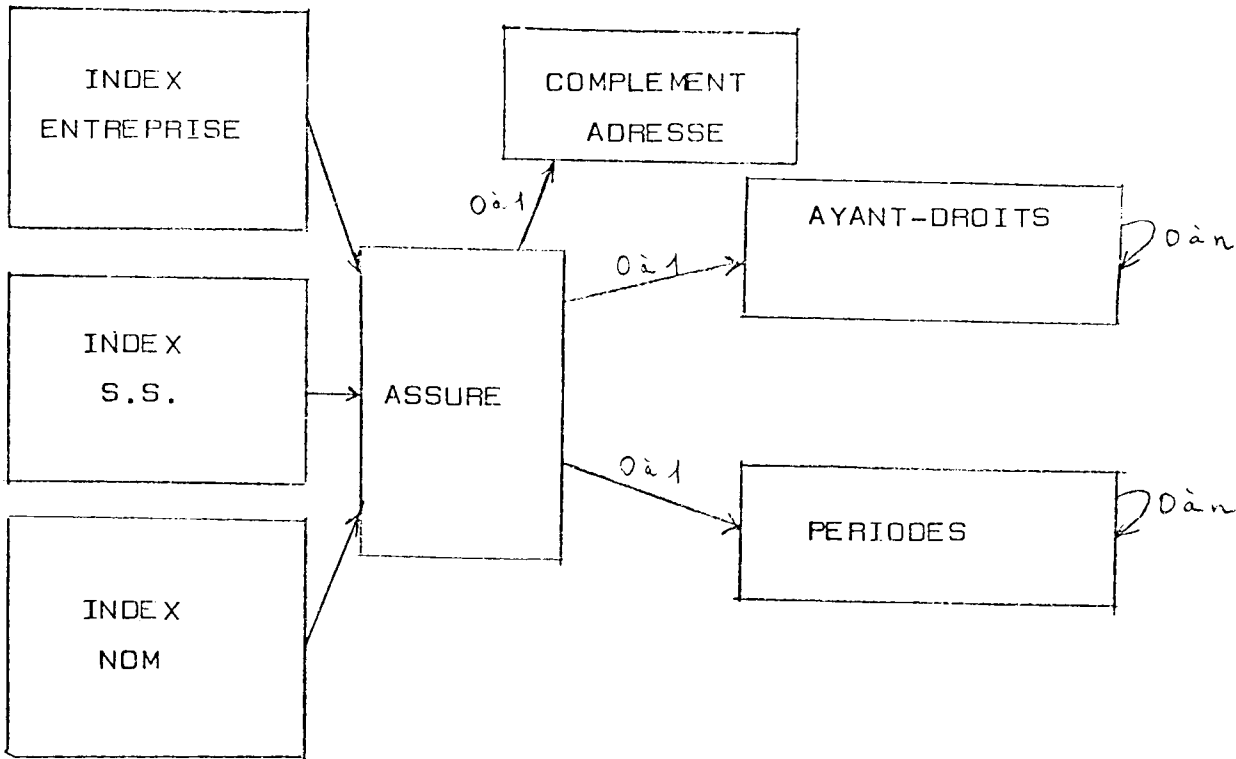 INDEX
ENTREPRISE
COMPLEMENT
ADRESSE
0 à 1
AYANT-DROITS
0 à n
0 à 1
INDEX
S.S.
ASSURE
0 à 1
PERIODES
0 à n
INDEX
NOM